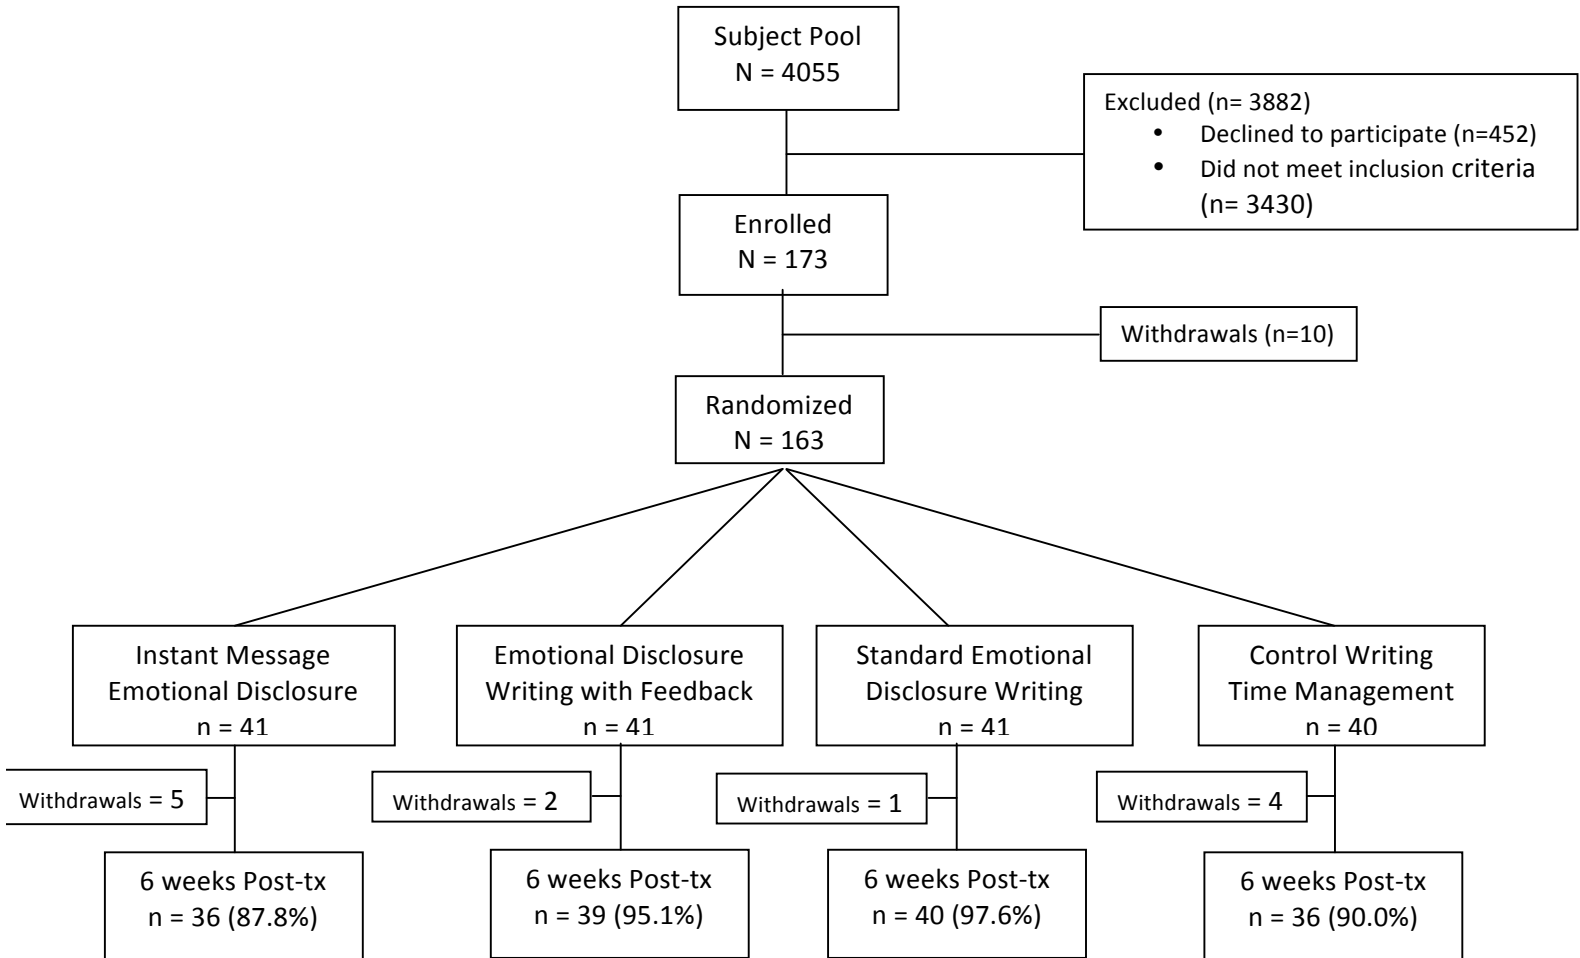 Subject Pool
N = 4055
Excluded (n= 3882)
• Declined to participate (n=452)
• Did not meet inclusion criteria
(n= 3430)
Enrolled
N = 173
Withdrawals (n=10)
Randomized
N = 163
Instant Message
Emotional Disclosure
n = 41
Emotional Disclosure
Writing with Feedback
n = 41
Standard Emotional
Disclosure Writing
n = 41
Control Writing
Time Management
n = 40
Withdrawals = 5
Withdrawals = 2
Withdrawals = 1
Withdrawals = 4
6 weeks Post-tx
n = 36 (87.8%)
6 weeks Post-tx
n = 39 (95.1%)
6 weeks Post-tx
n = 40 (97.6%)
6 weeks Post-tx
n = 36 (90.0%)